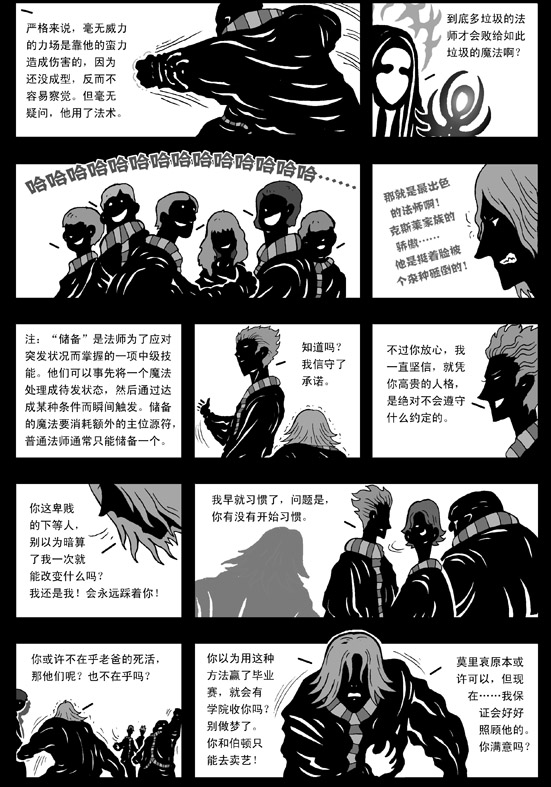 严格来说，毫无威力
的力场是靠他的蛮力
造成伤害的，因为
还没成型，反而不
容易察觉。但毫无
疑问，他用了法术。
到底多垃圾的法
师才会败给如此
垃圾的魔法啊？
哈哈哈哈哈哈哈哈哈哈哈哈哈哈……
那就是最出色
的法师啊！
克斯莱家族的
骄傲……
他是挺着脸被
个杂种砸倒的！
注：“储备”是法师为了应对
突发状况而掌握的一项中级技
能。他们可以事先将一个魔法
处理成待发状态，然后通过达
成某种条件而瞬间触发。储备
的魔法要消耗额外的主位源符，
普通法师通常只能储备一个。
知道吗？
我信守了
承诺。
不过你放心，我
一直坚信，就凭
你高贵的人格，
是绝对不会遵守
什么约定的。
你这卑贱
的下等人，
别以为暗算
了我一次就
能改变什么吗？
我还是我！会永远踩着你！
我早就习惯了，问题是，
你有没有开始习惯。
你或许不在乎老爸的死活，
那他们呢？也不在乎吗？
你以为用这种
方法赢了毕业
赛，就会有
学院收你吗？
别做梦了。
你和伯顿只
能去卖艺！
莫里哀原本或
许可以，但现
在……我保
证会好好
照顾他的。
你满意吗？